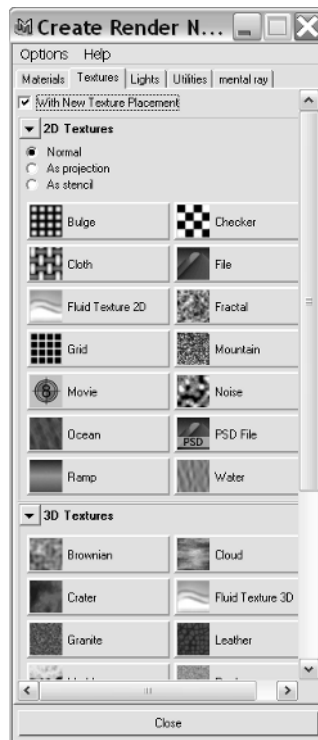 Create Render N...
Options Help
Materials Textures Lights Utilities mental ray
With New Texture Placement
2D Textures
Normal
As projection
As stencil
Bulge Checker
Cloth File
Fluid Texture 2D Fractal
Grid Mountain
8 Movie Noise
Ocean PSD PSD File
Ramp Water
3D Textures
Brownian Cloud
Crater Fluid Texture 3D
Granite Leather
Close